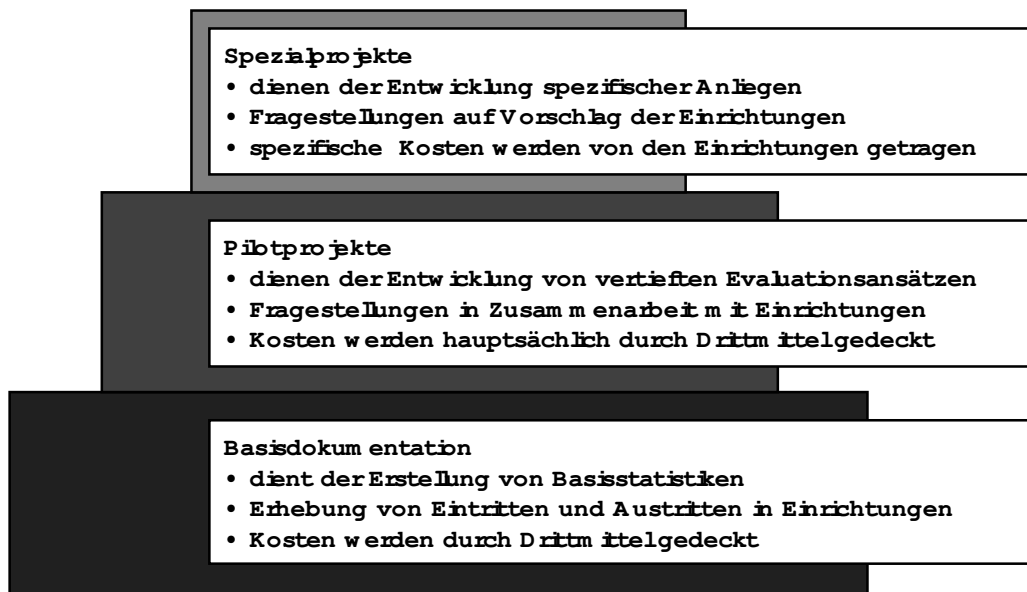 Spezialprojekte
• dienen der Entwicklung spezifischer Anliegen
• Fragestellungen auf Vorschlag der Einrichtungen
• spezifische Kosten werden von den Einrichtungen getragen
Pilotprojekte
• dienen der Entwicklung von vertieften Evaluationsansätzen
• Fragestellungen in Zusammenarbeit mit Einrichtungen
• Kosten werden hauptsächlich durch Drittmittel gedeckt
Basisdokumentation
• dient der Erstellung von Basisstatistiken
• Erhebung von Eintritten und Austritten in Einrichtungen
• Kosten werden durch Drittmittel gedeckt